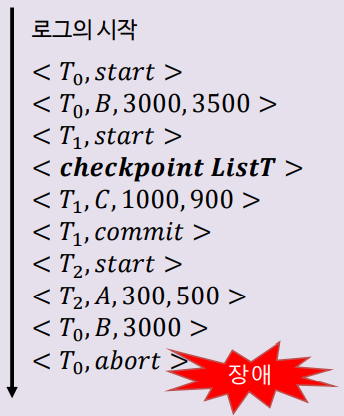 로그의 시작
< T₀, start >
< T₀, B, 3000, 3500 >
< T₁, start >
< checkpoint ListT >
< T₁, C, 1000, 900 >
< T₁, commit >
< T₂, start >
< T₂, A, 300, 500 >
< T₀, B, 3000 >
< T₀, abort >
장애